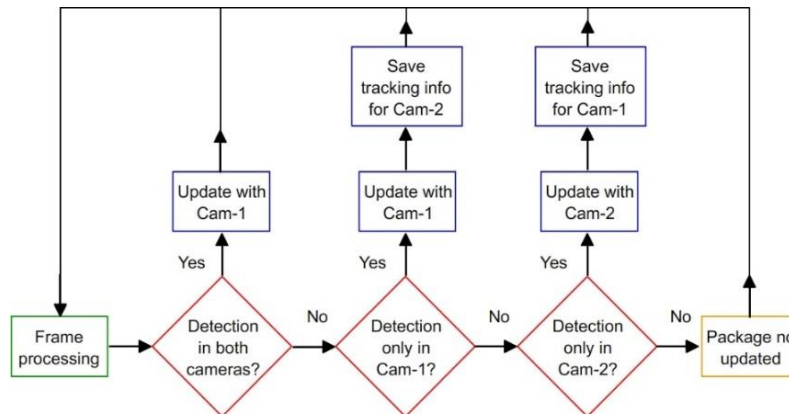 Save
tracking info
for Cam-2
Save
tracking info
for Cam-1
Update with
Cam-1
Update with
Cam-1
Update with
Cam-2
Yes
Yes
Yes
Frame
processing
Detection
in both
cameras?
No
Detection
only in
Cam-1?
No
Detection
only in
Cam-2?
No
Package no
updated